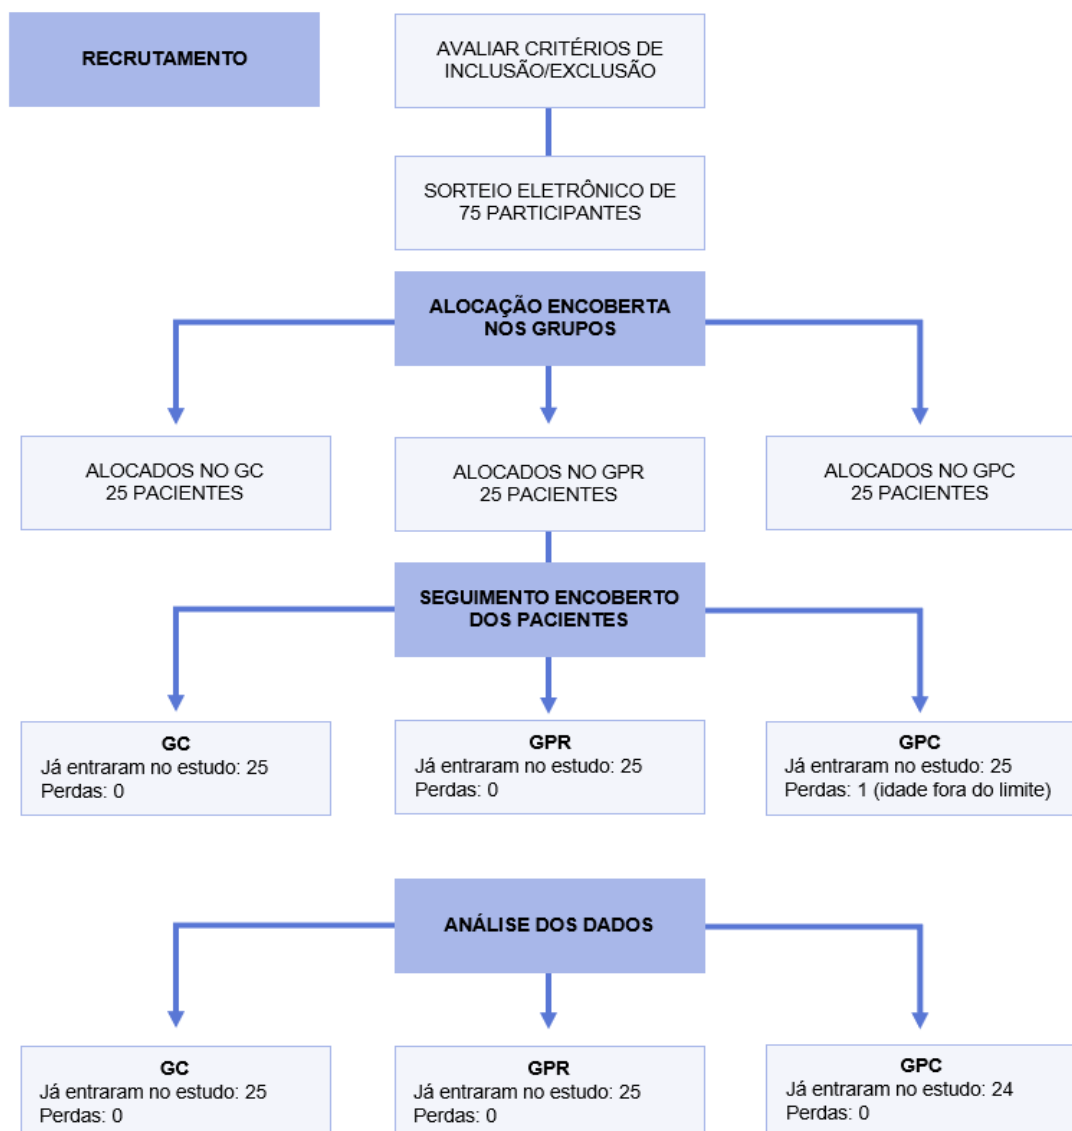 RECRUTAMENTO
AVALIAR CRITÉRIOS DE
INCLUSÃO/EXCLUSÃO
SORTEIO ELETRÔNICO DE
75 PARTICIPANTES
ALOCAÇÃO ENCOBERTA
NOS GRUPOS
ALOCADOS NO GC
25 PACIENTES
ALOCADOS NO GPR
25 PACIENTES
ALOCADOS NO GPC
25 PACIENTES
SEGUIMENTO ENCOBERTO
DOS PACIENTES
GC
Já entraram no estudo: 25
Perdas: 0
GPR
Já entraram no estudo: 25
Perdas: 0
GPC
Já entraram no estudo: 25
Perdas: 1 (idade fora do limite)
ANÁLISE DOS DADOS
GC
Já entraram no estudo: 25
Perdas: 0
GPR
Já entraram no estudo: 25
Perdas: 0
GPC
Já entraram no estudo: 24
Perdas: 0